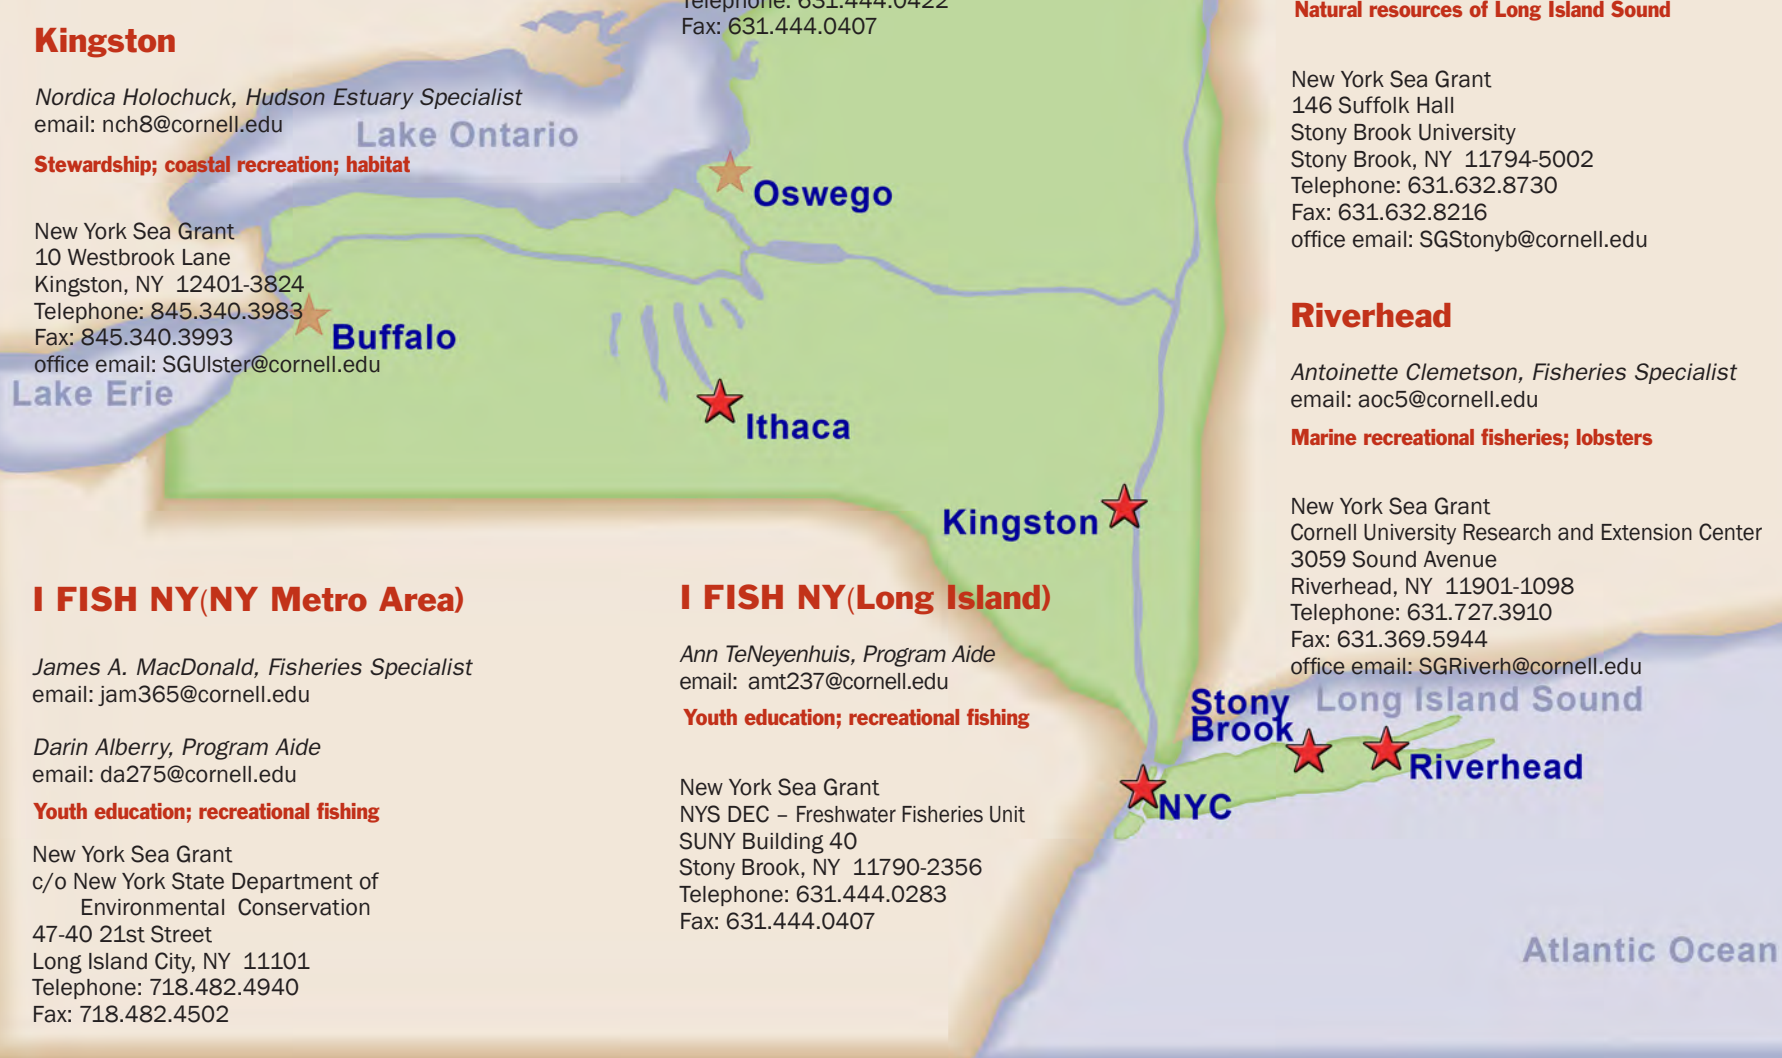 Kingston
Nordica Holochuck, Hudson Estuary Specialist
email: nch8@cornell.edu
Stewardship; coastal recreation; habitat
New York Sea Grant
10 Westbrook Lane
Kingston, NY  12401-3824
Telephone: 845.340.3983
Fax: 845.340.3993
office email: SGUlster@cornell.edu
I FISH NY(NY Metro Area)
James A. MacDonald, Fisheries Specialist
email: jam365@cornell.edu
Darin Alberry, Program Aide
email: da275@cornell.edu
Youth education; recreational fishing
New York Sea Grant
c/o New York State Department of
Environmental  Conservation
47-40 21st Street
Long Island City, NY  11101
Telephone: 718.482.4940
Fax: 718.482.4502
Telephone: 631.444.0422
Fax: 631.444.0407
I FISH NY(Long Island)
Ann TeNeyenhuis, Program Aide
email:  amt237@cornell.edu
Youth education; recreational fishing
New York Sea Grant
NYS DEC – Freshwater Fisheries Unit
SUNY Building 40
Stony Brook, NY  11790-2356
Telephone: 631.444.0283
Fax: 631.444.0407
Natural resources of Long Island Sound
New York Sea Grant
146 Suffolk Hall
Stony Brook University
Stony Brook, NY  11794-5002
Telephone: 631.632.8730
Fax: 631.632.8216
office email: SGStonyb@cornell.edu
Riverhead
Antoinette Clemetson, Fisheries Specialist
email: aoc5@cornell.edu
Marine recreational fisheries; lobsters
New York Sea Grant
Cornell University Research and Extension Center
3059 Sound Avenue
Riverhead, NY  11901-1098
Telephone: 631.727.3910
Fax: 631.369.5944
office email: SGRiverh@cornell.edu
Lake Ontario
Oswego
Buffalo
Lake Erie
Ithaca
Kingston
Stony
Brook
Long Island Sound
Riverhead
NYC
Atlantic Ocean